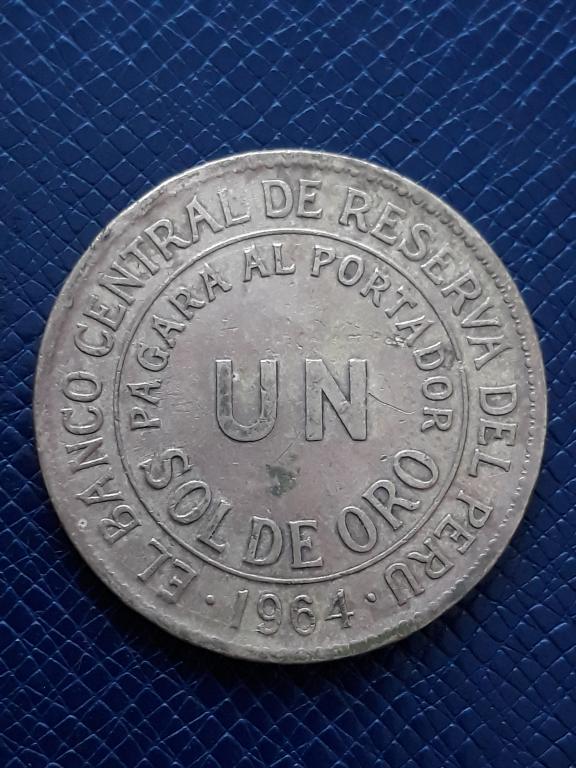 EL BANCO CENTRAL DE RESERVA DEL PERU
PAGARA AL PORTADOR
UN
SOL DE ORO
· 1964 ·